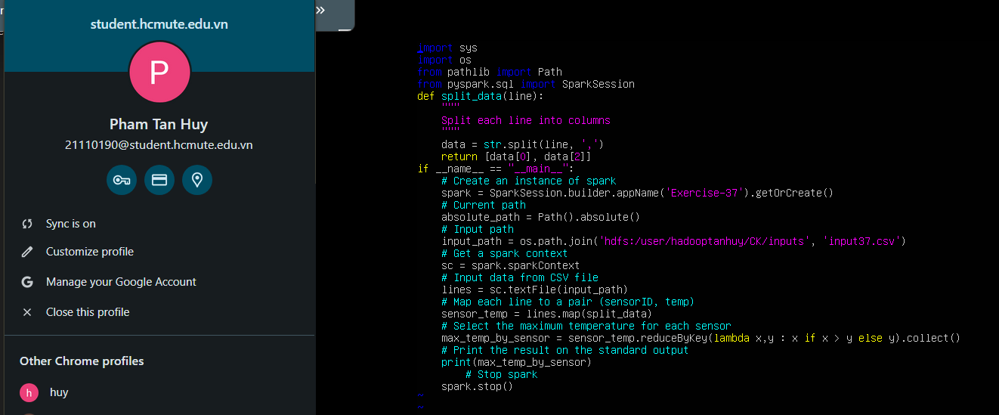 student.hcmute.edu.vn
P
Pham Tan Huy
21110190@student.hcmute.edu.vn
Sync is on
Customize profile
Manage your Google Account
Close this profile
Other Chrome profiles
h
huy
»
import sys
import os
from pathlib import Path
from pyspark.sql import SparkSession
def split_data(line):
    """
    Split each line into columns
    """
    data = str.split(line, ',')
    return [data[0], data[2]]
if __name__ == "__main__":
    # Create an instance of spark
    spark = SparkSession.builder.appName('Exercise-37').getOrCreate()
    # Current path
    absolute_path = Path().absolute()
    # Input path
    input_path = os.path.join('hdfs:/user/hadooptanhuy/CK/inputs', 'input37.csv')
    # Get a spark context
    sc = spark.sparkContext
    # Input data from CSV file
    lines = sc.textFile(input_path)
    # Map each line to a pair (sensorID, temp)
    sensor_temp = lines.map(split_data)
    # Select the maximum temperature for each sensor
    max_temp_by_sensor = sensor_temp.reduceByKey(lambda x,y : x if x > y else y).collect()
    # Print the result on the standard output
    print(max_temp_by_sensor)
        # Stop spark
    spark.stop()
~
~